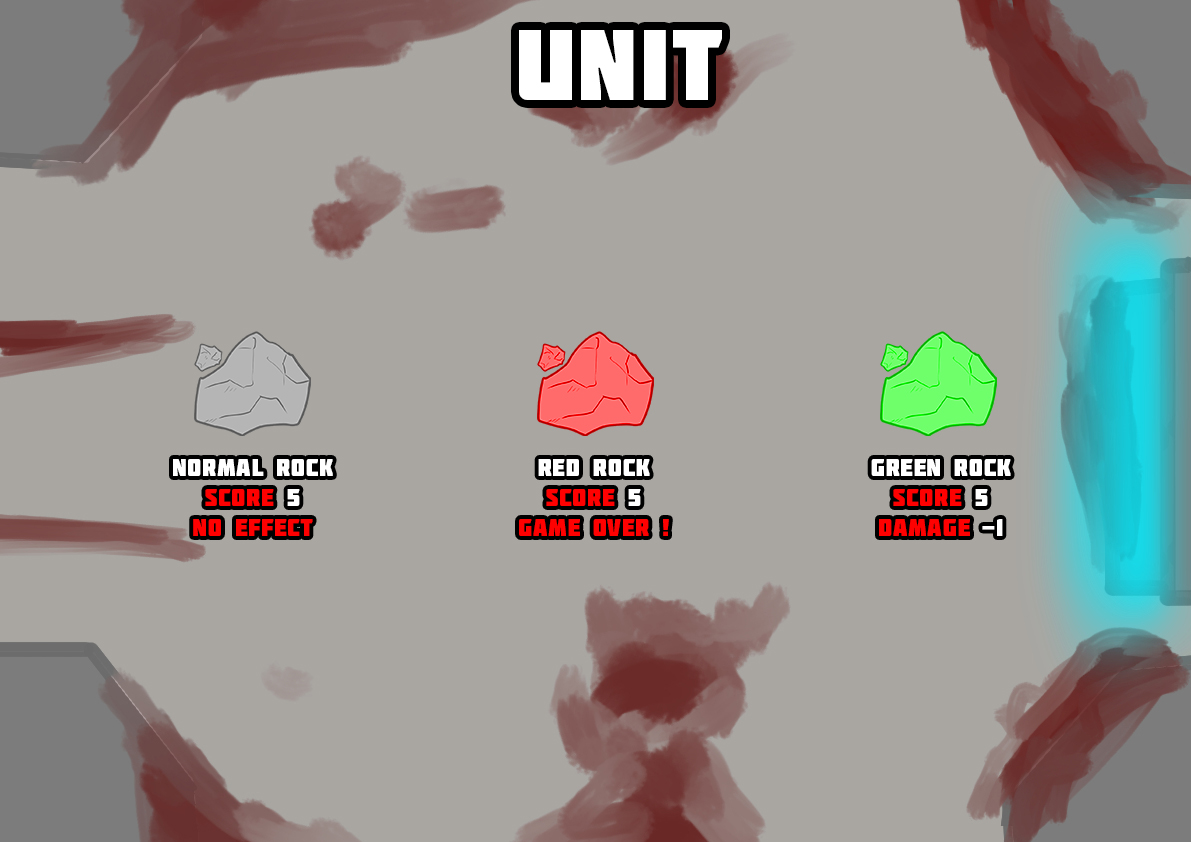 UNIT
NORMAL ROCK
SCORE 5
NO EFFECT
RED ROCK
SCORE 5
GAME OVER !
GREEN ROCK
SCORE 5
DAMAGE -1